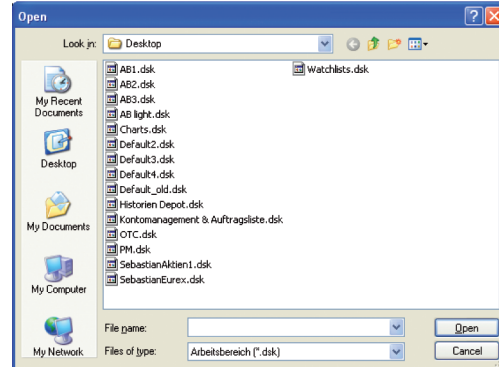 Open
Look in: Desktop
My Recent
Documents
Desktop
My Documents
My Computer
My Network
AB1.dsk
AB2.dsk
AB3.dsk
AB light.dsk
Charts.dsk
Default2.dsk
Default3.dsk
Default4.dsk
Default_old.dsk
Historien Depot.dsk
Kontomanagement & Auftragsliste.dsk
OTC.dsk
PM.dsk
SebastianAktien1.dsk
SebastianEurex.dsk
Watchlists.dsk
File name:
Open
Files of type: Arbeitsbereich (*.dsk)
Cancel